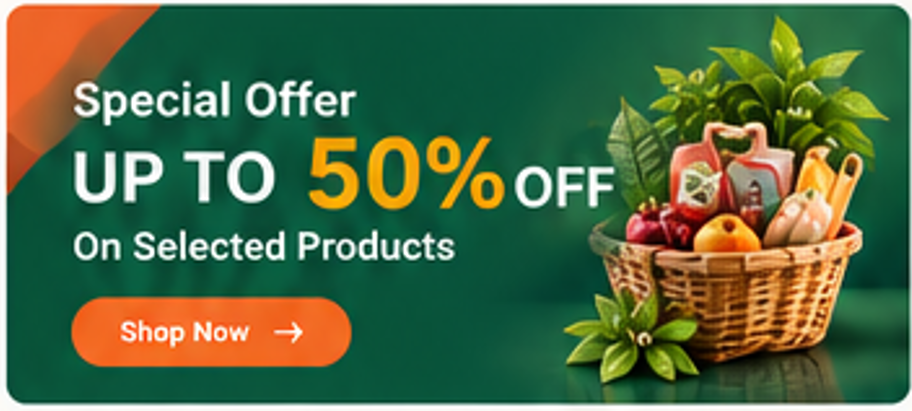 Special Offer
UP TO 50% OFF
On Selected Products
Shop Now →